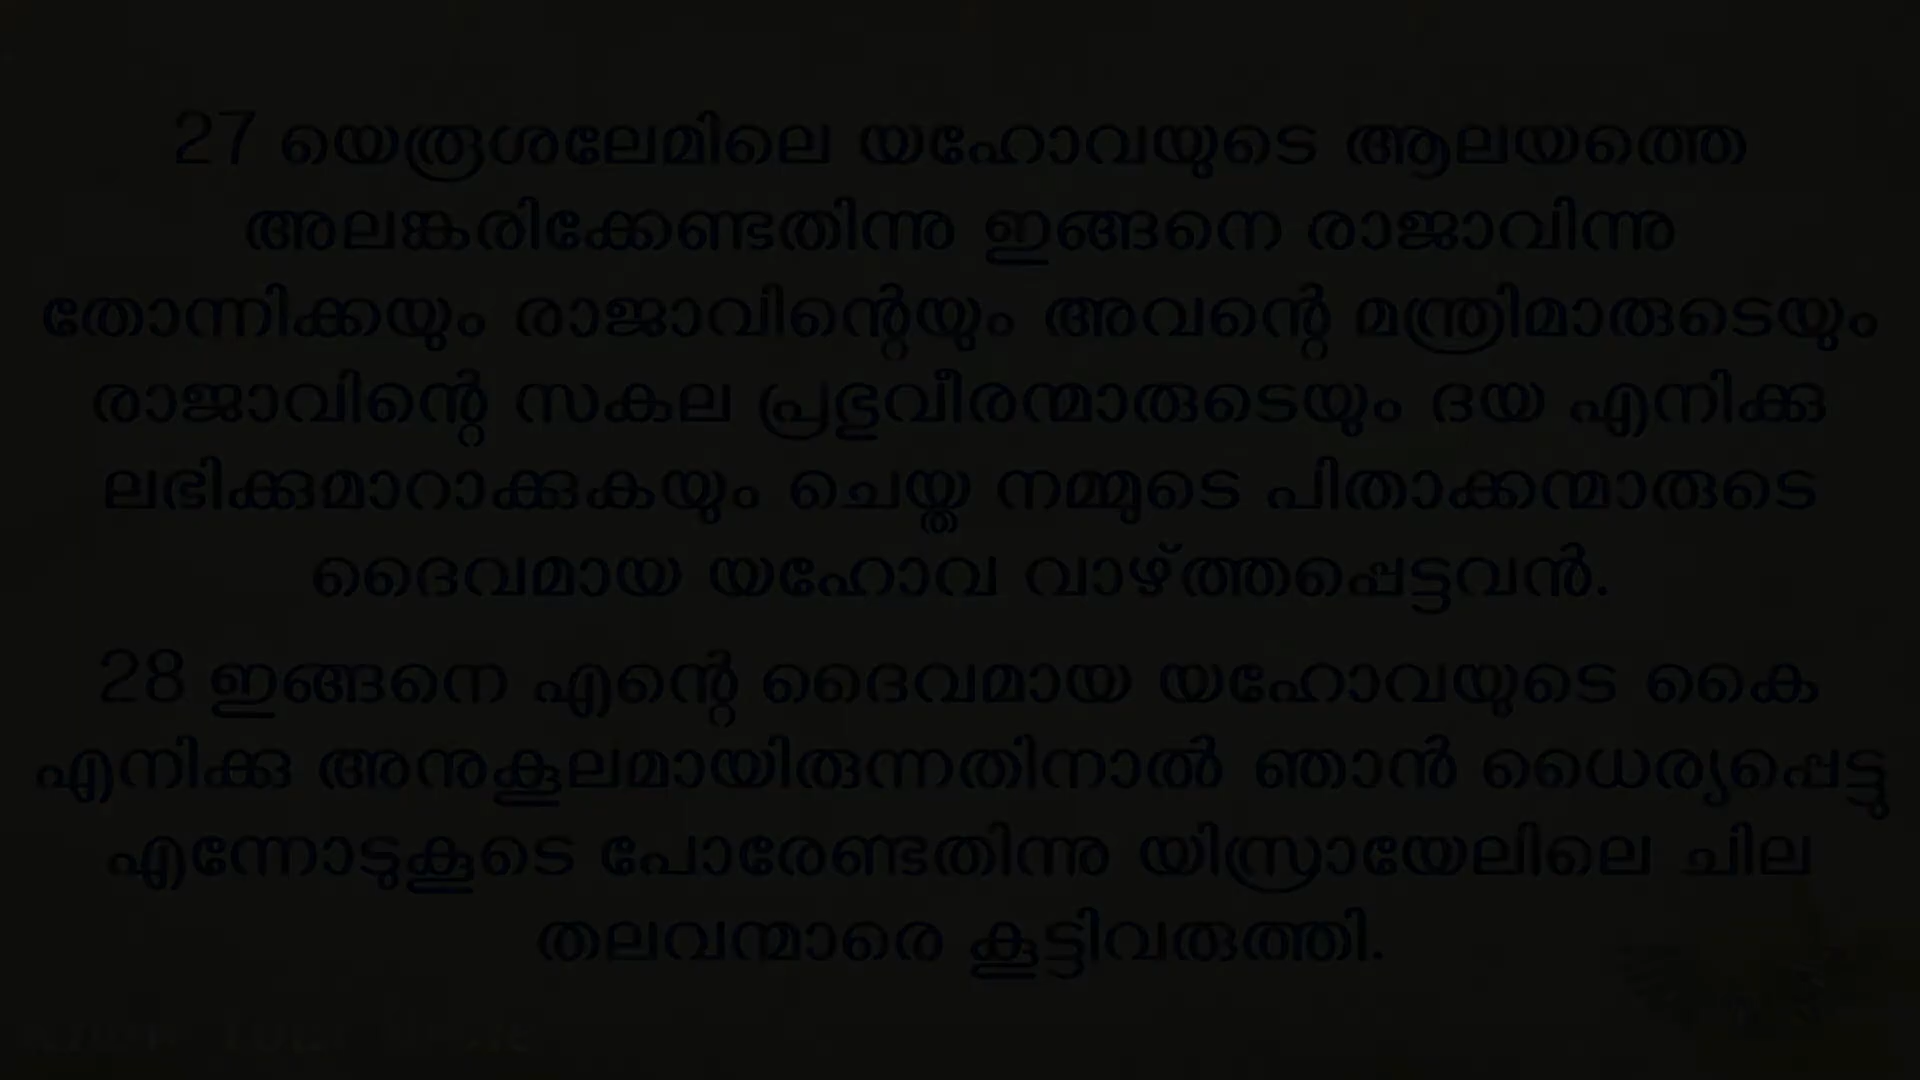 27 യെരൂശലേമിലെ യഹോവയുടെ ആലയത്തെ
അലങ്കരിക്കേണ്ടതിന്നു ഇങ്ങനെ രാജാവിന്നു
തോന്നിക്കയും രാജാവിന്റെയും അവന്റെ മന്ത്രിമാരുടെയും
രാജാവിന്റെ സകല പ്രഭുവീരന്മാരുടെയും ദയ എനിക്കു
ലഭിക്കുമാറാക്കുകയും ചെയ്ത നമ്മുടെ പിതാക്കന്മാരുടെ
ദൈവമായ യഹോവ വാഴ്ത്തപ്പെട്ടവൻ.
28 ഇങ്ങനെ എന്റെ ദൈവമായ യഹോവയുടെ കൈ
എനിക്കു അനുകൂലമായിരുന്നതിനാൽ ഞാൻ ധൈര്യപ്പെട്ടു
എന്നോടുകൂടെ പോരേണ്ടതിന്നു യിസ്രായേലിലെ ചില
തലവന്മാരെ കൂട്ടിവരുത്തി.